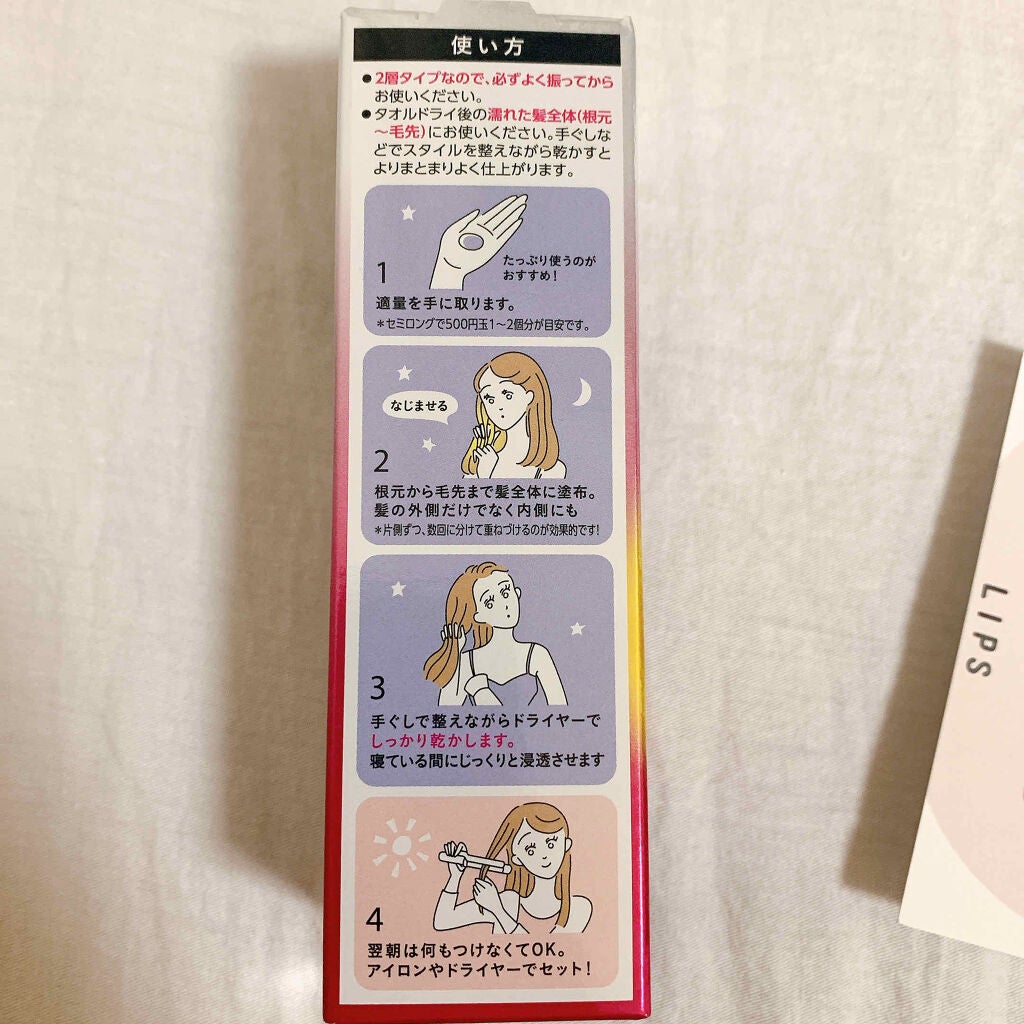 使い方
●2層タイプなので、必ずよく振ってから
お使いください。
●タオルドライ後の濡れた髪全体(根元
～毛先)にお使いください。手ぐしな
どでスタイルを整えながら乾かすと
よりまとまりよく仕上がります。
たっぷり使うのが
おすすめ!
1
適量を手に取ります。
＊セミロングで500円玉1～2個分が目安です。
なじませる
2
根元から毛先まで髪全体に塗布。
髪の外側だけでなく内側にも
＊片側ずつ、数回に分けて重ねづけるのが効果的です!
3
手ぐしで整えながらドライヤーで
しっかり乾かします。
寝ている間にじっくりと浸透させます
4
翌朝は何もつけなくてOK。
アイロンやドライヤーでセット!
LIPS